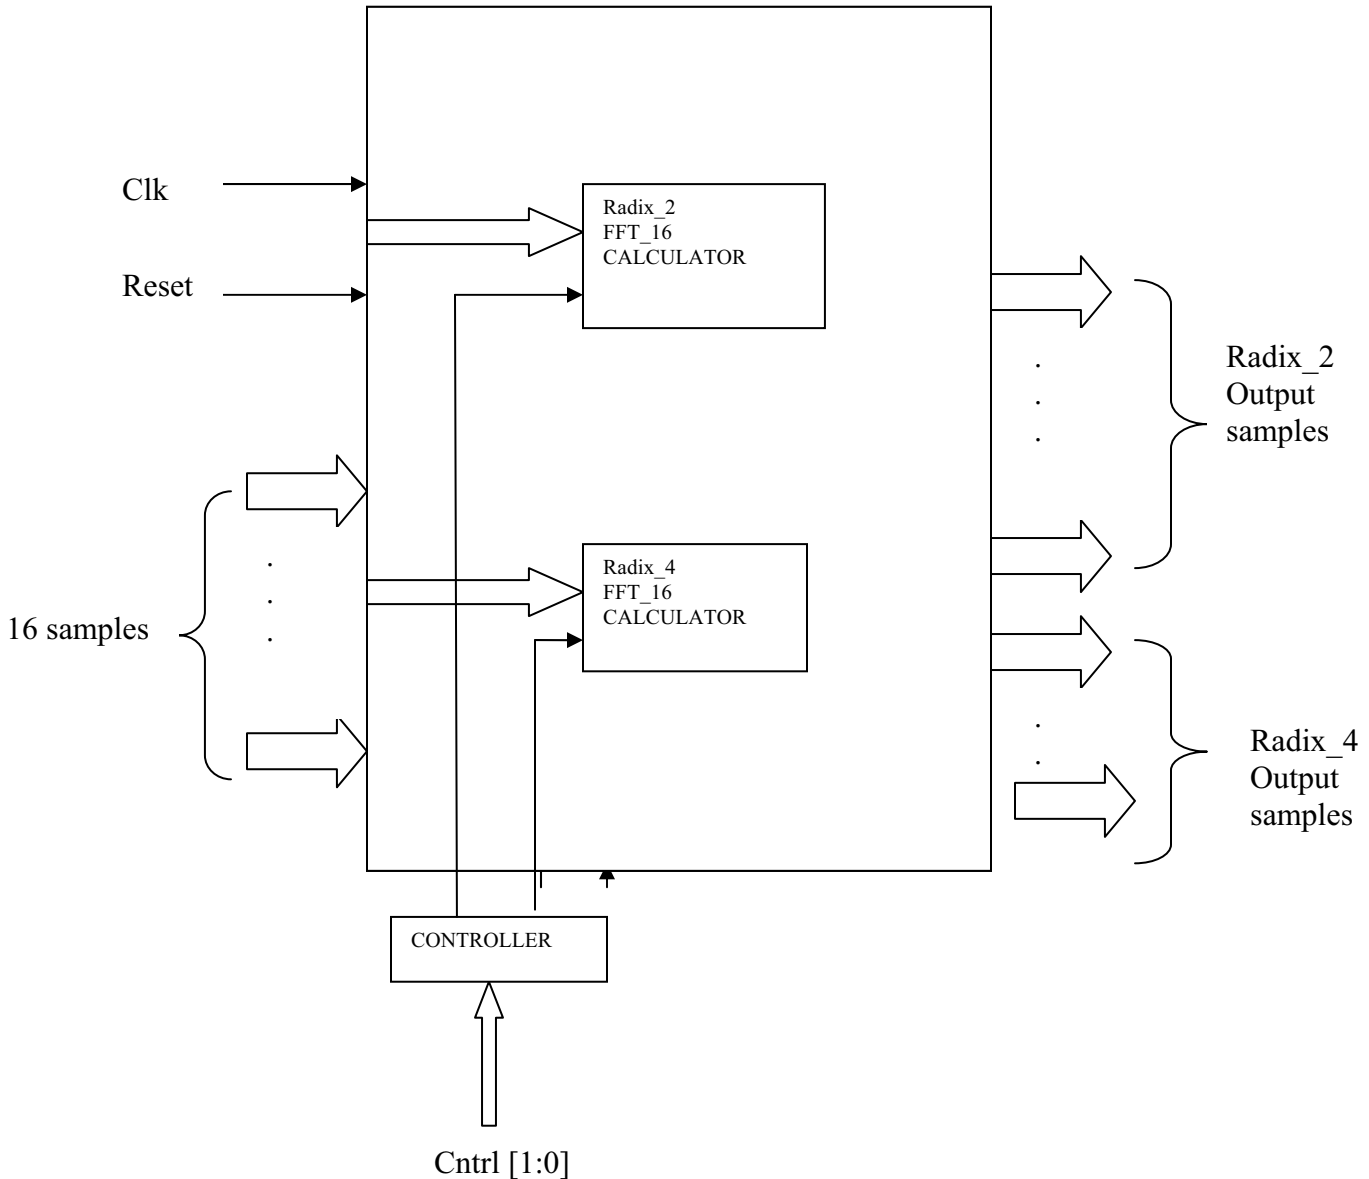 Clk
Radix_2
FFT_16
CALCULATOR
Reset
Radix_2
Output
samples
16 samples
Radix_4
FFT_16
CALCULATOR
Radix_4
Output
samples
CONTROLLER
Cntrl [1:0]